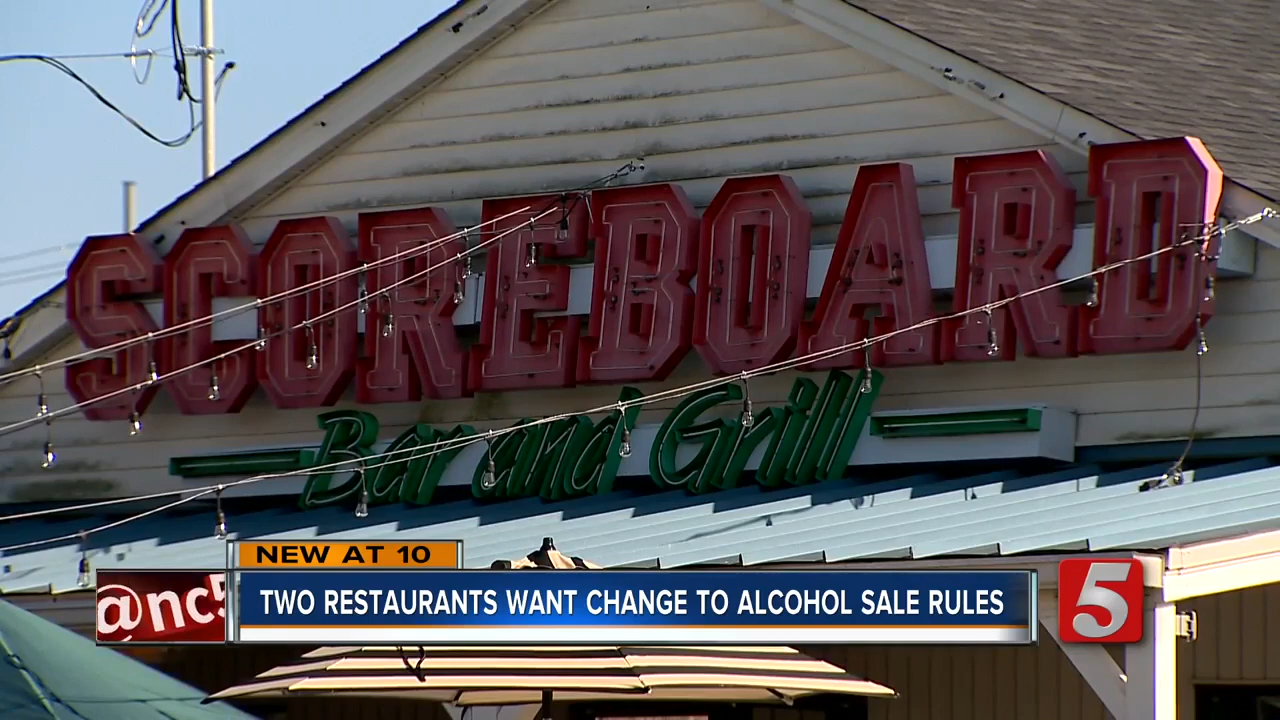 SCOREBOARD
Bar and Grill
NEW AT 10
@nc5
TWO RESTAURANTS WANT CHANGE TO ALCOHOL SALE RULES
5